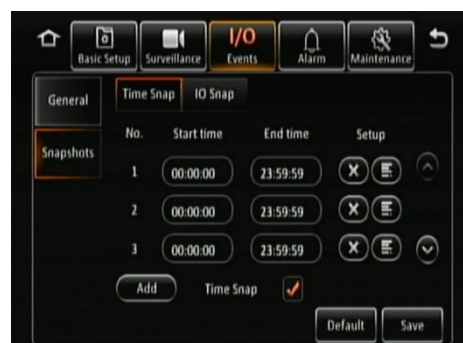 Basic Setup
Surveillance
I/O
Events
Alarm
Maintenance
General
Snapshots
Time Snap IO Snap
No. Start time End time Setup
1 00:00:00 23:59:59 X
2 00:00:00 23:59:59 X
3 00:00:00 23:59:59 X
Add Time Snap
Default Save